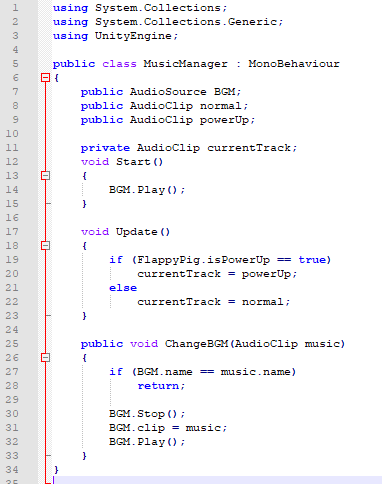 1 using System.Collections;
2 using System.Collections.Generic;
3 using UnityEngine;
4
5 public class MusicManager : MonoBehaviour
6 {
7     public AudioSource BGM;
8     public AudioClip normal;
9     public AudioClip powerUp;
10
11     private AudioClip currentTrack;
12     void Start()
13     {
14         BGM.Play();
15     }
16
17     void Update()
18     {
19         if (FlappyPig.isPowerUp == true)
20             currentTrack = powerUp;
21         else
22             currentTrack = normal;
23     }
24
25     public void ChangeBGM(AudioClip music)
26     {
27         if (BGM.name == music.name)
28             return;
29
30         BGM.Stop();
31         BGM.clip = music;
32         BGM.Play();
33     }
34 }
35